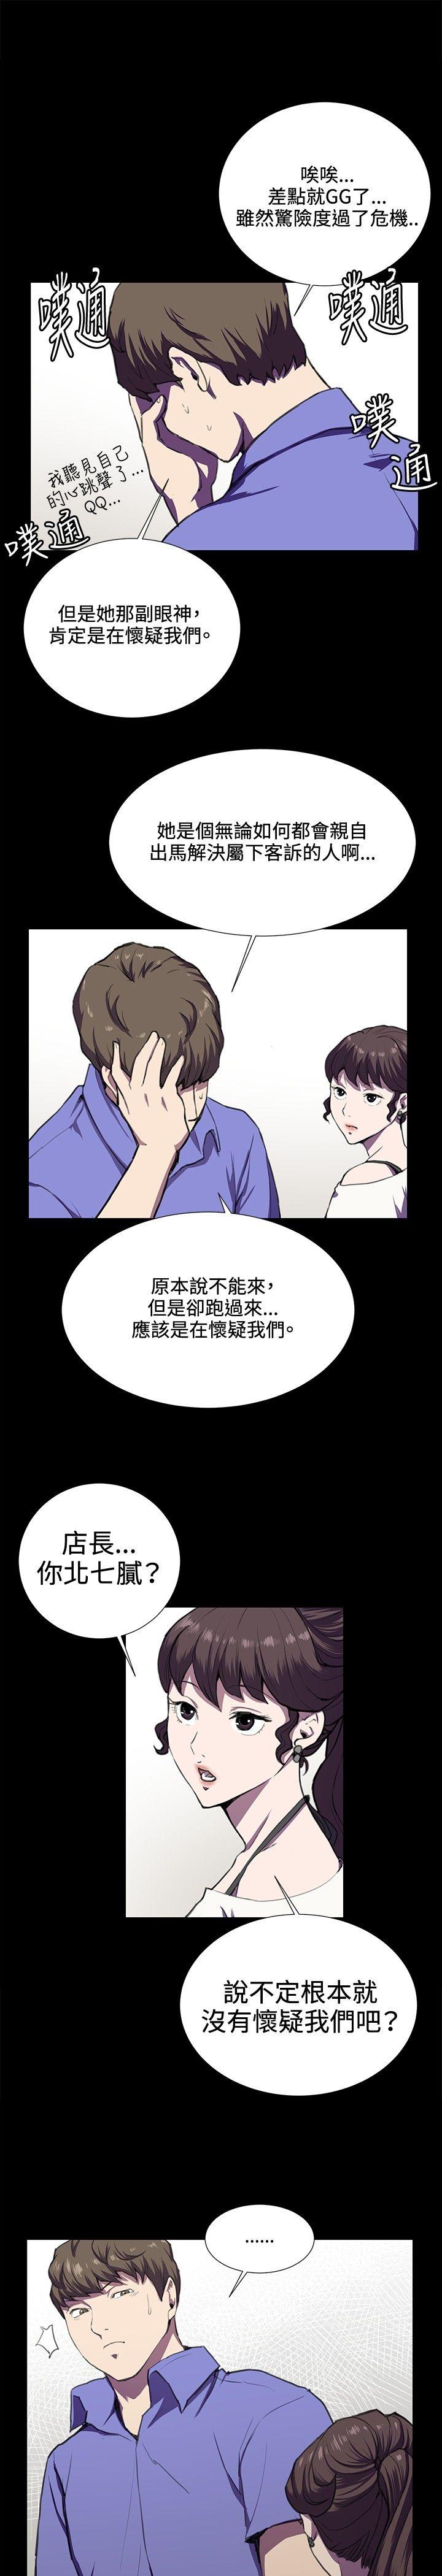 唉唉...
差點就GG了...
雖然驚險度過了危機..
噗通,
噗通,
噗通
噗通
我聽見自己
的心跳聲了...
QQ...
但是她那副眼神,
肯定是在懷疑我們。
她是個無論如何都會親自
出馬解決屬下客訴的人啊...
原本說不能來,
但是卻跑過來...
應該是在懷疑我們。
店長...
你北七膩？
說不定根本就
沒有懷疑我們吧？
......